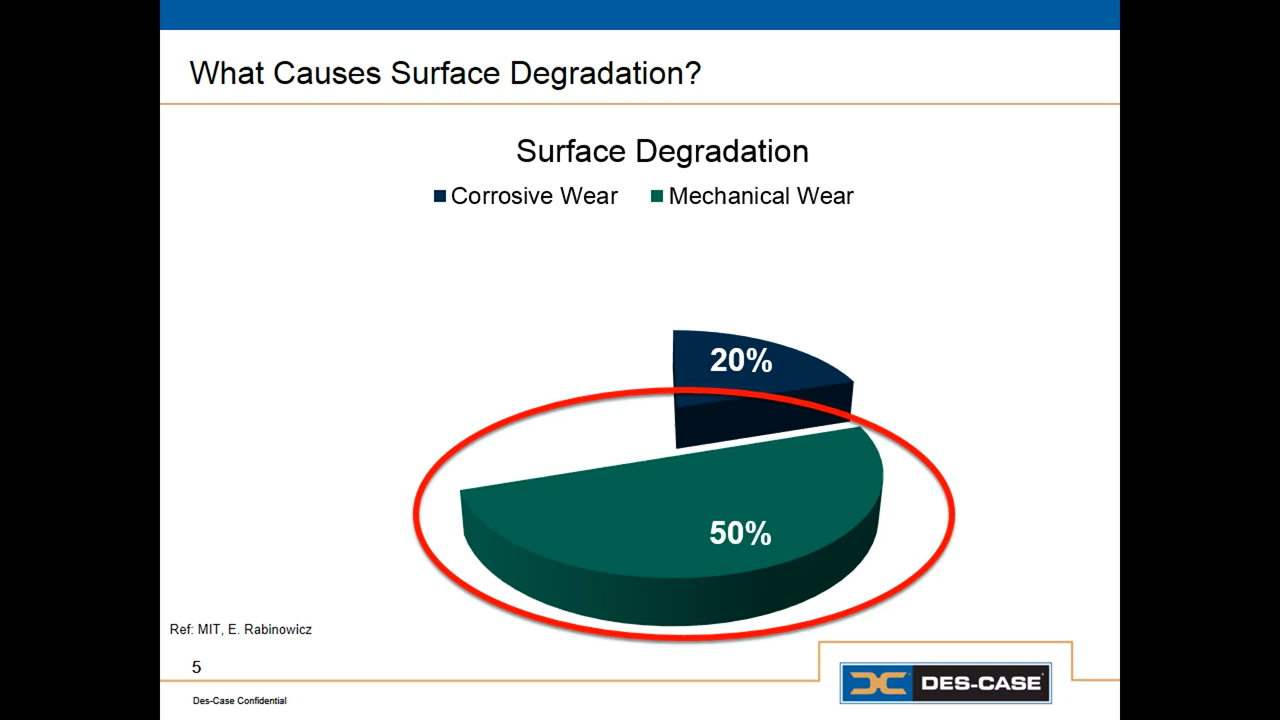 What Causes Surface Degradation?
Surface Degradation
Corrosive Wear Mechanical Wear
20%
50%
Ref: MIT, E. Rabinowicz
5
DES-CASE
Des-Case Confidential